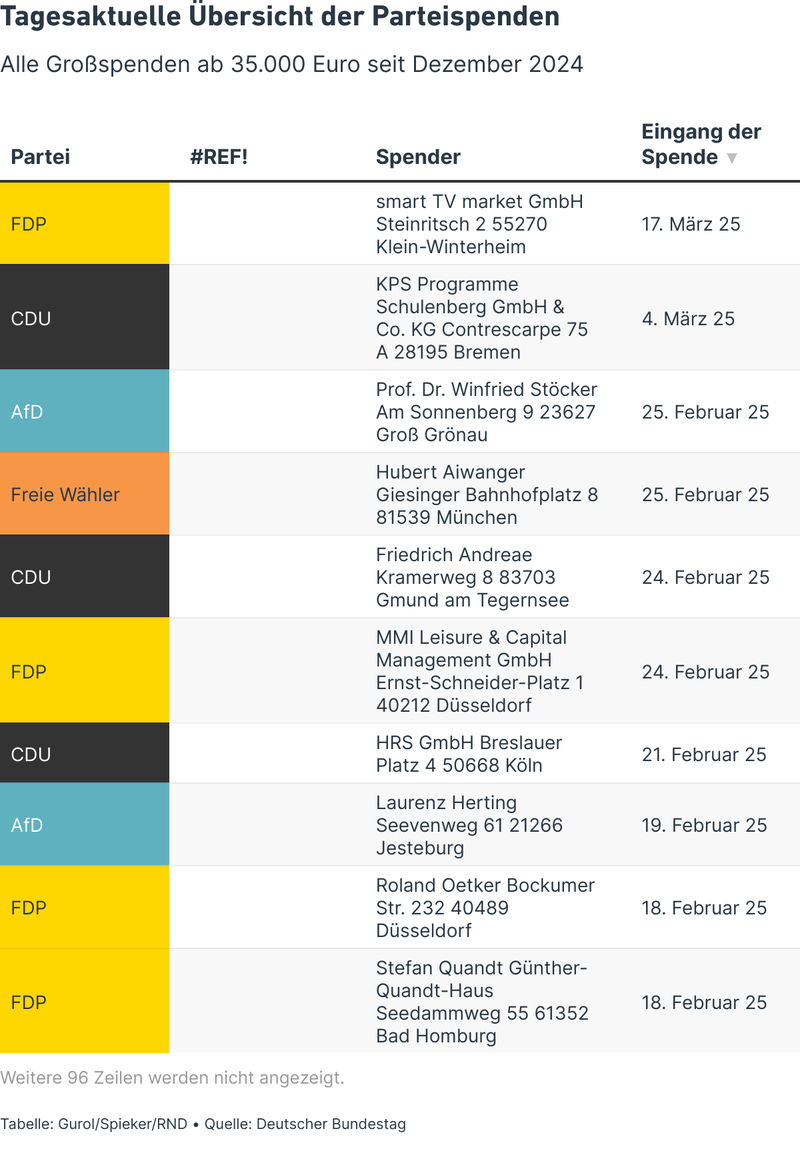 Tagesaktuelle Übersicht der Parteispenden
Alle Großspenden ab 35.000 Euro seit Dezember 2024
Partei #REF! Spender Eingang der
Spende ▼
FDP
smart TV market GmbH
Steinritsch 2 55270
Klein-Winterheim
17. März 25
CDU
KPS Programme
Schulenberg GmbH &
Co. KG Contrescarpe 75
A 28195 Bremen
4. März 25
AfD
Prof. Dr. Winfried Stöcker
Am Sonnenberg 9 23627
Groß Grönau
25. Februar 25
Freie Wähler
Hubert Aiwanger
Giesinger Bahnhofplatz 8
81539 München
25. Februar 25
CDU
Friedrich Andreae
Kramerweg 8 83703
Gmund am Tegernsee
24. Februar 25
FDP
MMI Leisure & Capital
Management GmbH
Ernst-Schneider-Platz 1
40212 Düsseldorf
24. Februar 25
CDU
HRS GmbH Breslauer
Platz 4 50668 Köln
21. Februar 25
AfD
Laurenz Herting
Seevenweg 61 21266
Jesteburg
19. Februar 25
FDP
Roland Oetker Bockumer
Str. 232 40489
Düsseldorf
18. Februar 25
FDP
Stefan Quandt Günther-
Quandt-Haus
Seedammweg 55 61352
Bad Homburg
18. Februar 25
Weitere 96 Zeilen werden nicht angezeigt.
Tabelle: Gurol/Spieker/RND • Quelle: Deutscher Bundestag